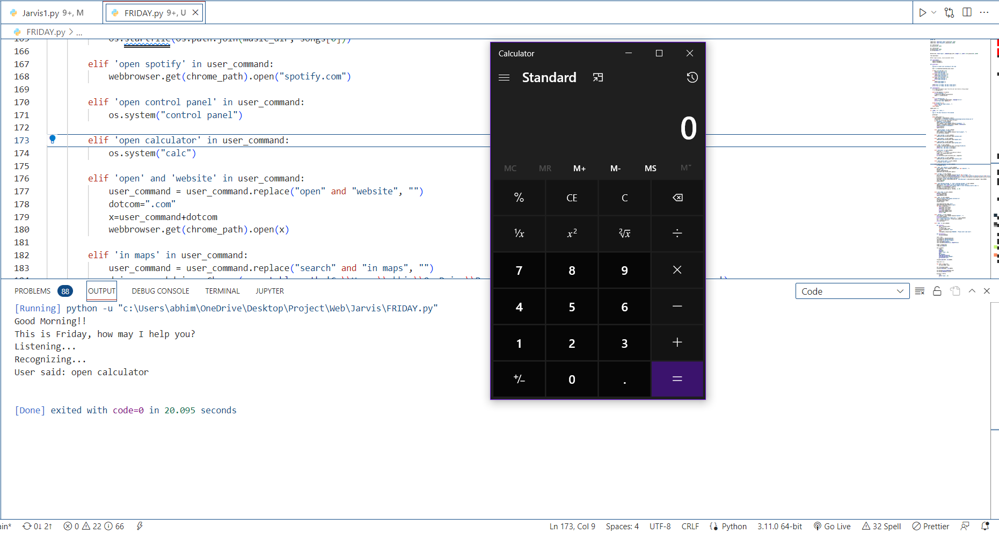 Jarvis1.py 9+, M
FRIDAY.py 9+, U
FRIDAY.py > ...
166
167 elif 'open spotify' in user_command:
168 webbrowser.get(chrome_path).open("spotify.com")
169
170 elif 'open control panel' in user_command:
171 os.system("control panel")
172
173 elif 'open calculator' in user_command:
174 os.system("calc")
175
176 elif 'open' and 'website' in user_command:
177 user_command = user_command.replace("open" and "website", "")
178 dotcom=".com"
179 x=user_command+dotcom
180 webbrowser.get(chrome_path).open(x)
181
182 elif 'in maps' in user_command:
183 user_command = user_command.replace("search" and "in maps", "")
Calculator
Standard
0
MC MR M+ M- MS M˅
% CE C
⅟x x² ²√x ÷
7 8 9 ×
4 5 6 −
1 2 3 +
+/− 0 . =
PROBLEMS 88 OUTPUT DEBUG CONSOLE TERMINAL JUPYTER
Code
[Running] python -u "c:\Users\abhim\OneDrive\Desktop\Project\Web\Jarvis\FRIDAY.py"
Good Morning!!
This is Friday, how may I help you?
Listening...
Recognizing...
User said: open calculator
[Done] exited with code=0 in 20.095 seconds
0↓ 2↑ 0 22 66 Ln 173, Col 9 Spaces: 4 UTF-8 CRLF Python 3.11.0 64-bit Go Live 32 Spell Prettier